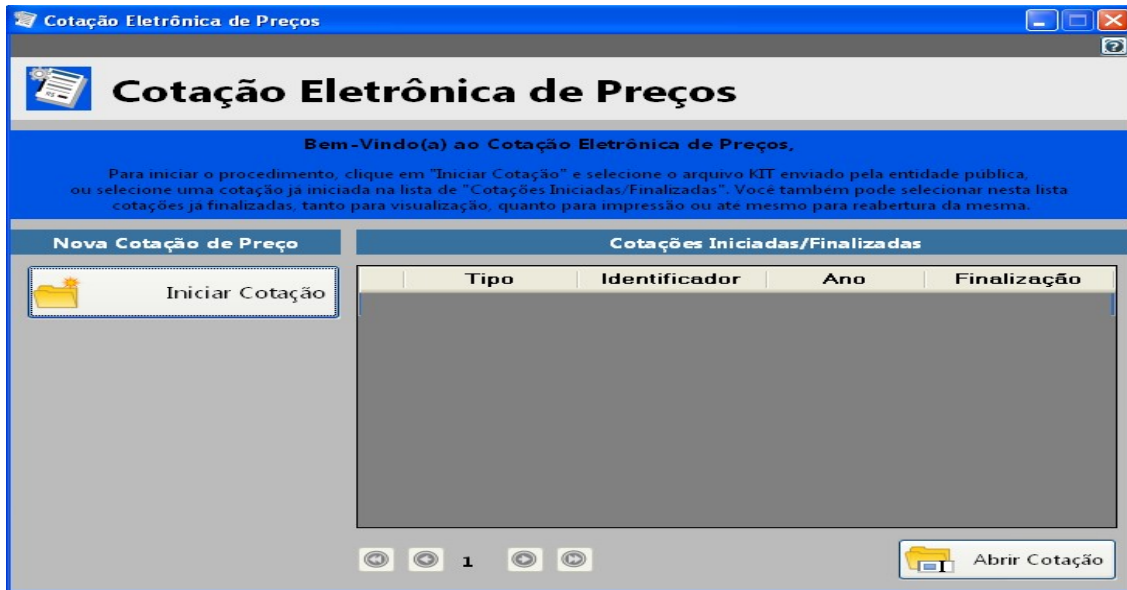 Cotação Eletrônica de Preços
Cotação Eletrônica de Preços
Bem-Vindo(a) ao Cotação Eletrônica de Preços,
Para iniciar o procedimento, clique em "Iniciar Cotação" e selecione o arquivo KIT enviado pela entidade pública,
ou selecione uma cotação já iniciada na lista de "Cotações Iniciadas/Finalizadas". Você também pode selecionar nesta lista
cotações já finalizadas, tanto para visualização, quanto para impressão ou até mesmo para reabertura da mesma.
Nova Cotação de Preço
Cotações Iniciadas/Finalizadas
Iniciar Cotação
Tipo Identificador Ano Finalização
1
Abrir Cotação